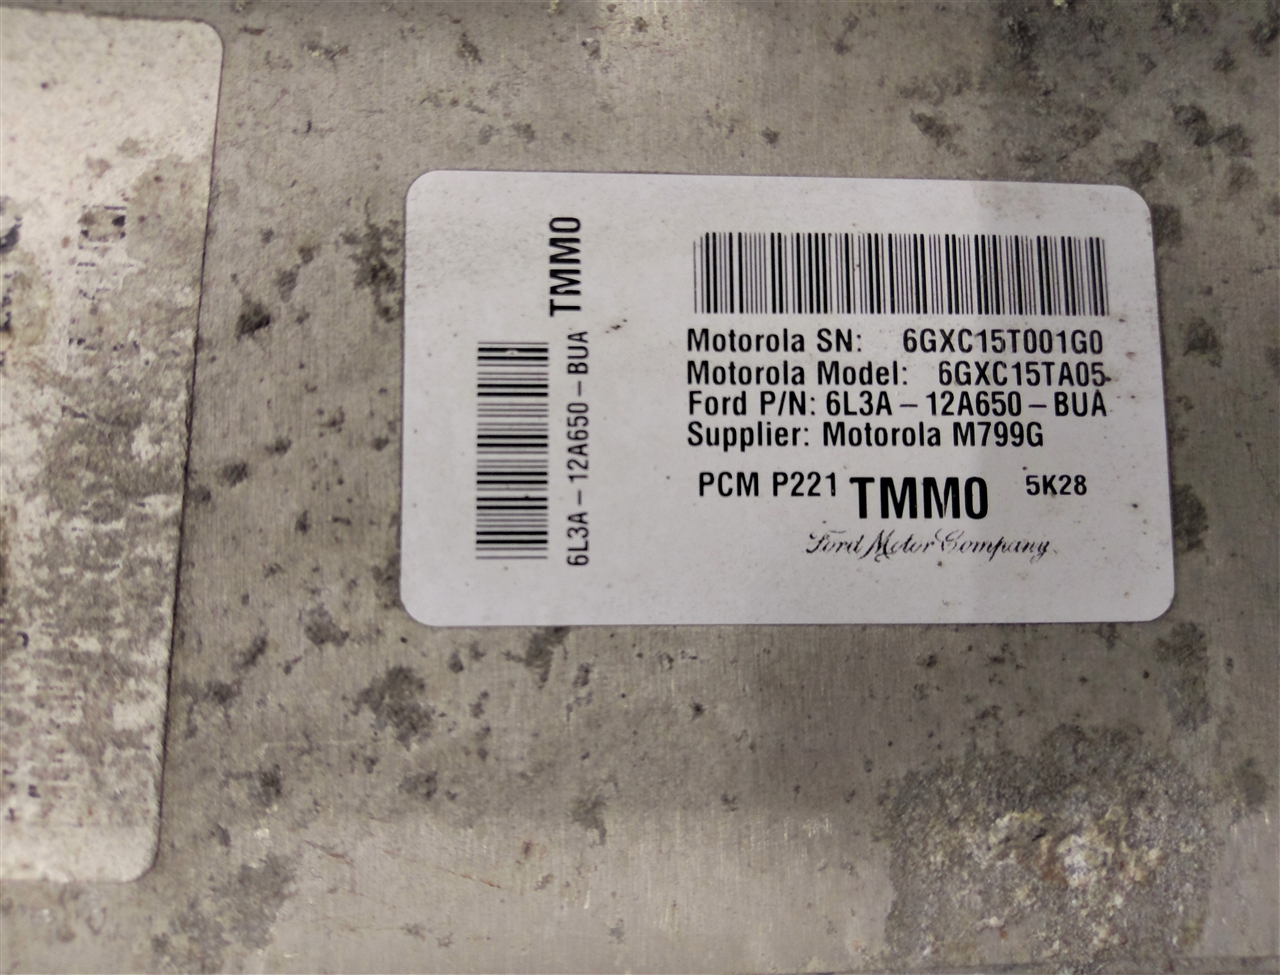 6L3A-12A650-BUA TMM0
Motorola SN: 6GXC15T001G0
Motorola Model: 6GXC15TA05
Ford P/N: 6L3A-12A650-BUA
Supplier: Motorola M799G
PCM P221 TMM0 5K28
Ford Motor Company